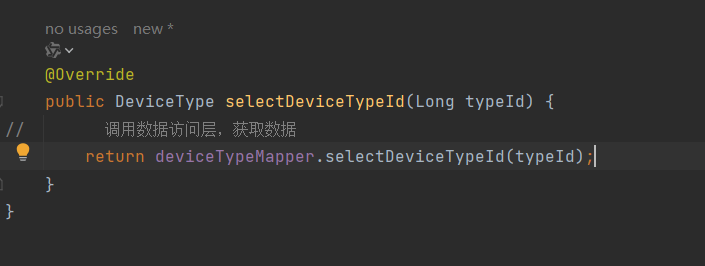 no usages   new *
@Override
public DeviceType selectDeviceTypeId(Long typeId) {
//        调用数据访问层，获取数据
return deviceTypeMapper.selectDeviceTypeId(typeId);
}
}